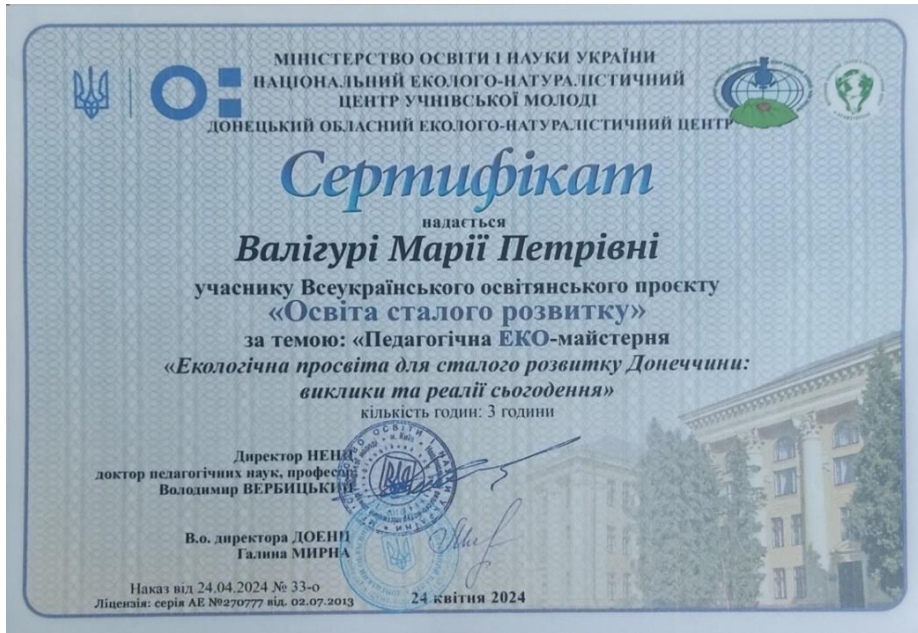 МІНІСТЕРСТВО ОСВІТИ І НАУКИ УКРАЇНИ
НАЦІОНАЛЬНИЙ ЕКОЛОГО-НАТУРАЛІСТИЧНИЙ
ЦЕНТР УЧНІВСЬКОЇ МОЛОДІ
ДОНЕЦЬКИЙ ОБЛАСНИЙ ЕКОЛОГО-НАТУРАЛІСТИЧНИЙ ЦЕНТР
Сертифікат
надається
Валігурі Марії Петрівні
учаснику Всеукраїнського освітянського проєкту
«Освіта сталого розвитку»
за темою: «Педагогічна ЕКО-майстерня
«Екологічна просвіта для сталого розвитку Донеччини:
виклики та реалії сьогодення»
кількість годин: 3 години
Директор НЕНЦ
доктор педагогічних наук, професор
Володимир ВЕРБИЦЬКИЙ
В.о. директора ДОЕНЦ
Галина МИРНА
Наказ від 24.04.2024 № 33-о
Ліцензія: серія АЕ №270777 від. 02.07.2013
24 квітня 2024